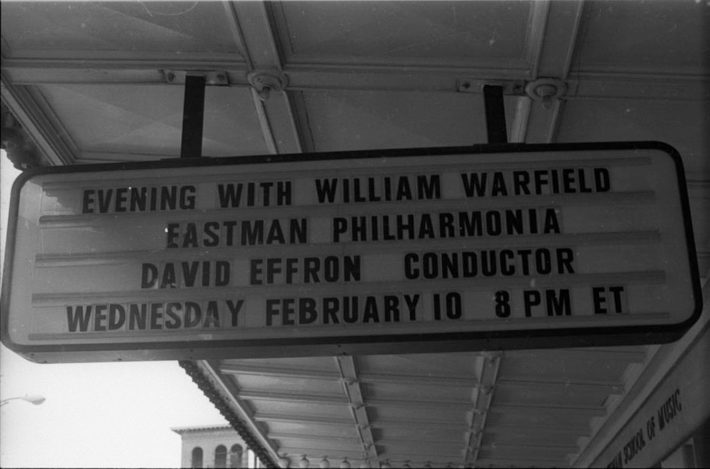 EVENING WITH WILLIAM WARFIELD
EASTMAN PHILHARMONIA
DAVID EFFRON CONDUCTOR
WEDNESDAY FEBRUARY 10 8 PM ET
SCHOOL OF MUSIC